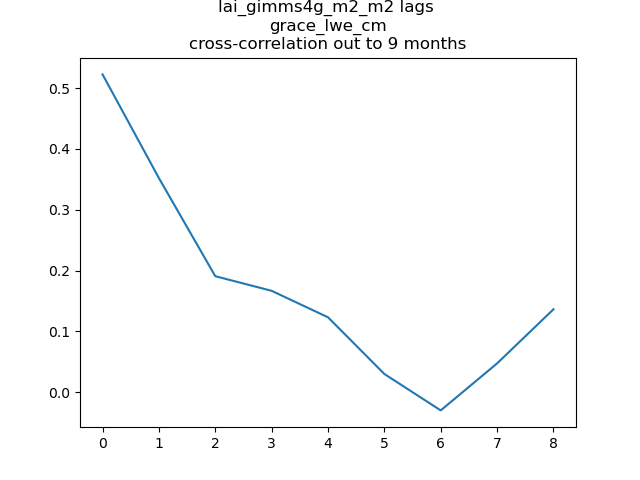 lai_gimms4g_m2_m2 lags
grace_lwe_cm
cross-correlation out to 9 months
0.5
0.4
0.3
0.2
0.1
0.0
0 1 2 3 4 5 6 7 8